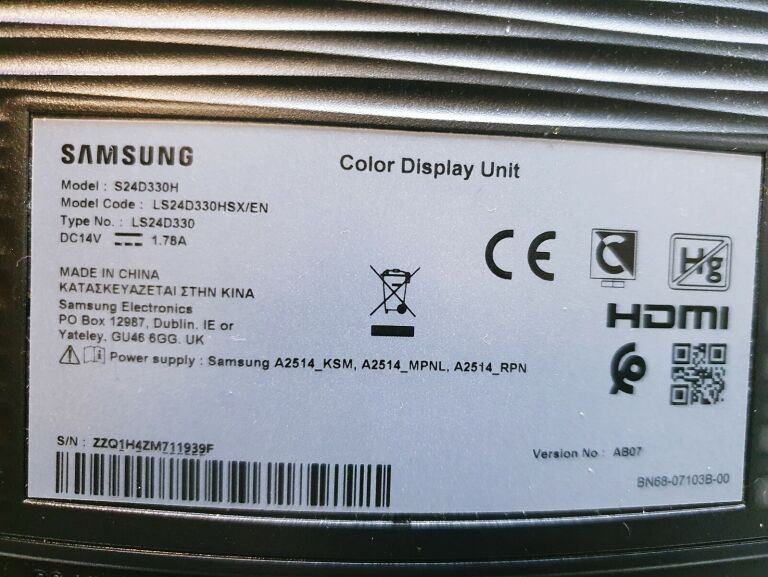 SAMSUNG
Color Display Unit
Model : S24D330H
Model Code : LS24D330HSX/EN
Type No. : LS24D330
DC14V 1.78A
CE
Hg
MADE IN CHINA
ΚΑΤΑΣΚΕΥΑΖΕΤΑΙ ΣΤΗΝ ΚΙΝΑ
Samsung Electronics
PO Box 12987, Dublin. IE or
Yateley, GU46 6GG. UK
HDMI
Power supply : Samsung A2514_KSM, A2514_MPNL, A2514_RPN
S/N : ZZQ1H4ZM711939F
Version No : AB07
BN68-07103B-00